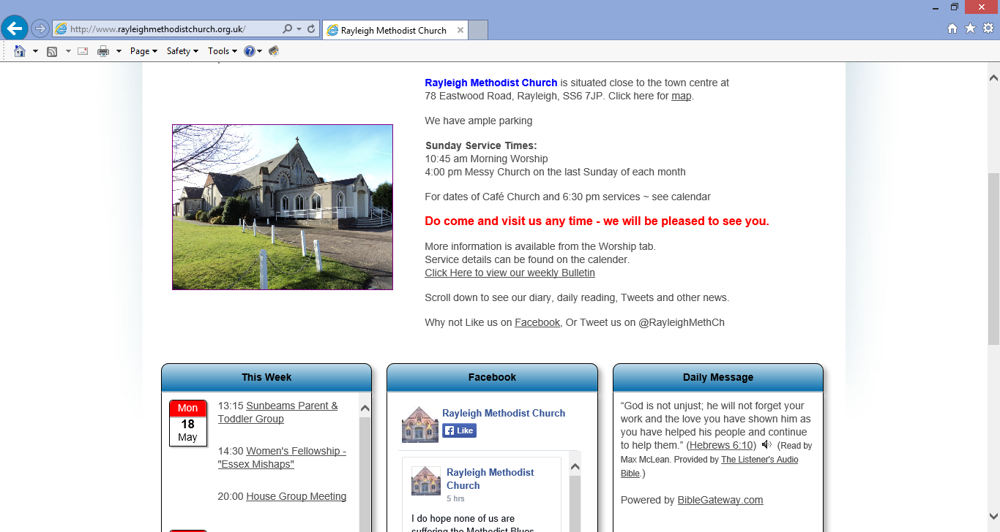 http://www.rayleighmethodistchurch.org.uk/
Rayleigh Methodist Church
Page
Safety
Tools
Rayleigh Methodist Church is situated close to the town centre at
78 Eastwood Road, Rayleigh, SS6 7JP. Click here for map.
We have ample parking
Sunday Service Times:
10:45 am Morning Worship
4:00 pm Messy Church on the last Sunday of each month
For dates of Café Church and 6:30 pm services ~ see calendar
Do come and visit us any time - we will be pleased to see you.
More information is available from the Worship tab.
Service details can be found on the calender.
Click Here to view our weekly Bulletin
Scroll down to see our diary, daily reading, Tweets and other news.
Why not Like us on Facebook, Or Tweet us on @RayleighMethCh
This Week
Mon
18
May
13:15 Sunbeams Parent &
Toddler Group
14:30 Women's Fellowship -
"Essex Mishaps"
20:00 House Group Meeting
Facebook
Rayleigh Methodist Church
Like
Rayleigh Methodist
Church
5 hrs
I do hope none of us are
suffering the Methodist Blues
Daily Message
“God is not unjust; he will not forget your
work and the love you have shown him as
you have helped his people and continue
to help them.” (Hebrews 6:10) (Read by
Max McLean. Provided by The Listener's Audio
Bible.)
Powered by BibleGateway.com